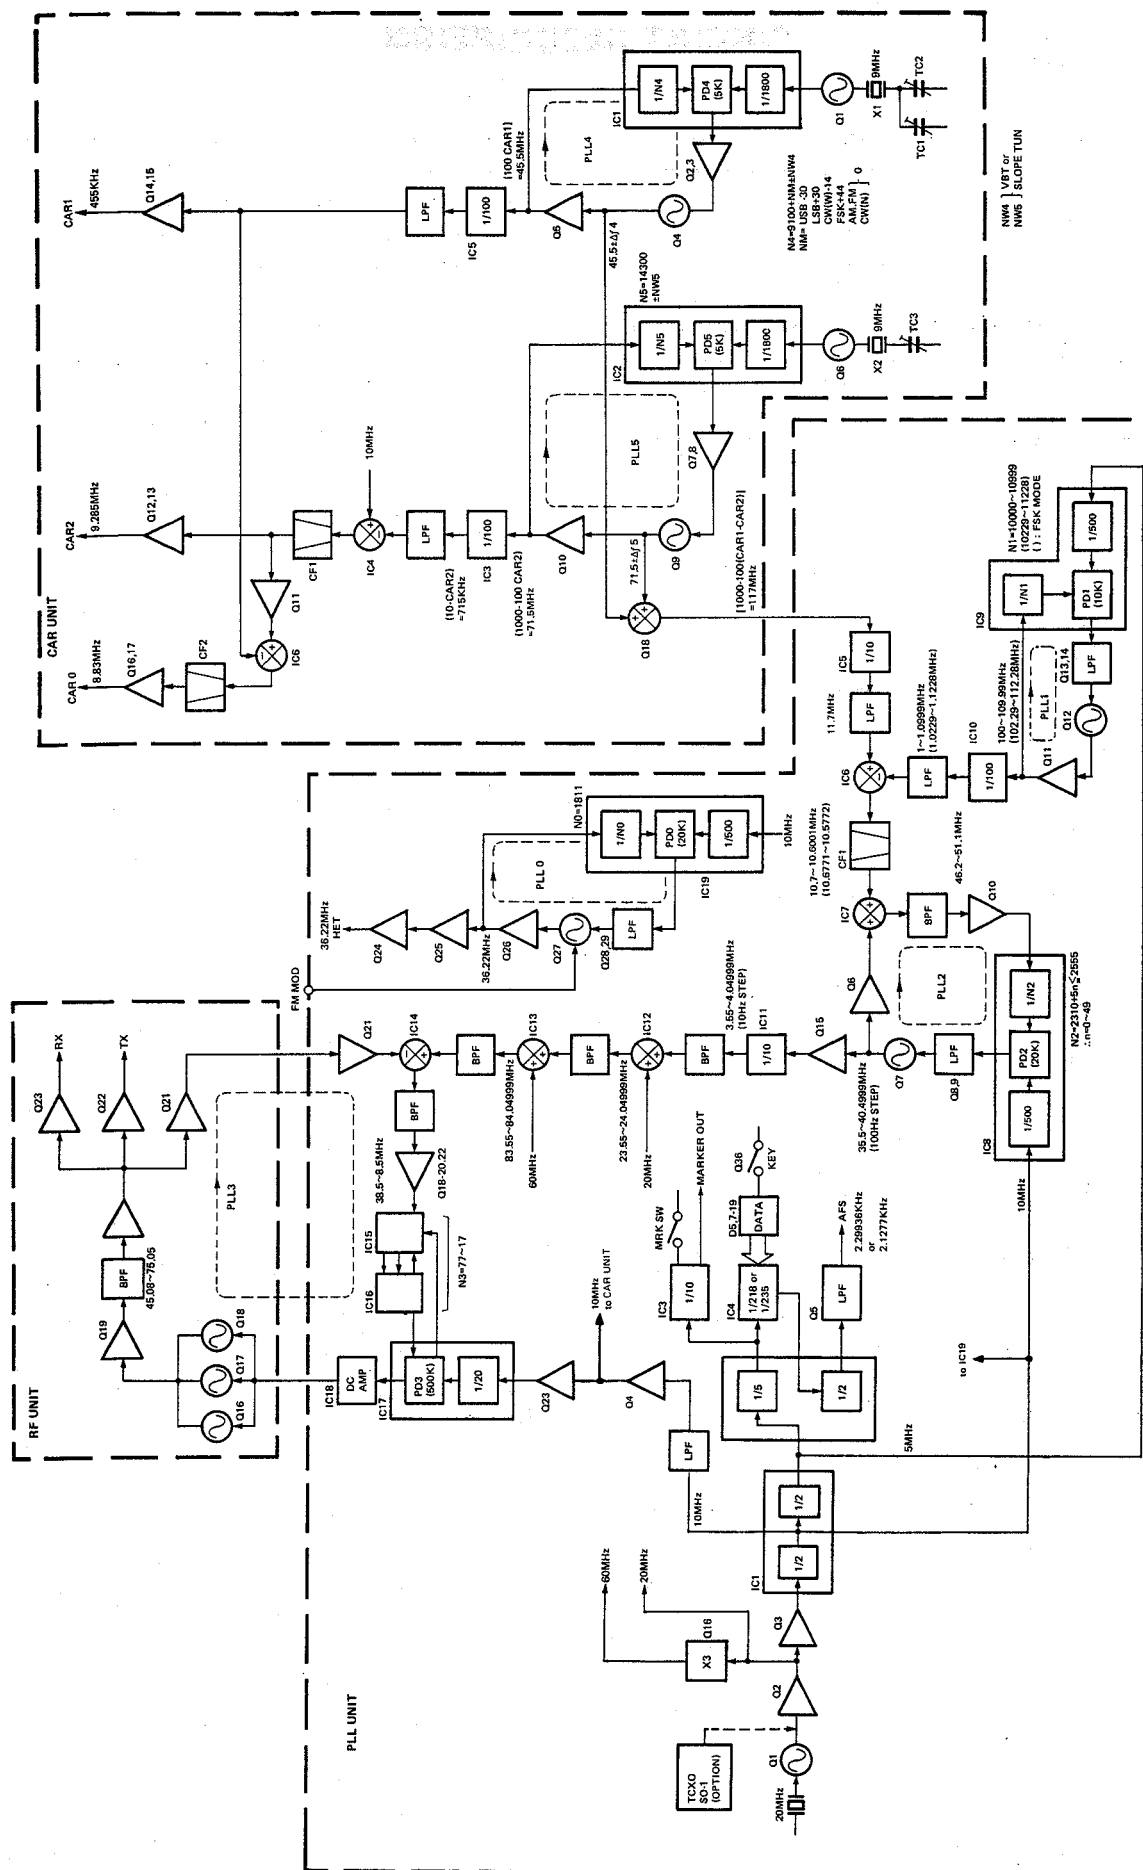 CAR UNIT
CAR 0
8.83MHz
Q16,17
CF2
IC6
Q11
CAR2
9.285MHz
Q12,13
CF1
IC4
10MHz
LPF
(10-CAR2)
=715KHz
1/100
IC3
(1000-100 CAR2)
=71.5MHz
Q10
PLL5
71.5±Δf 5
Q9
Q7,8
Q18
[1000-100(CAR1-CAR2)]
=117MHz
N5=14300
±NW5
IC2
1/N5
PD5
(5K)
1/1800
Q6
X2
9MHz
TC3
CAR1
455KHz
Q14,15
LPF
1/100
IC5
(100 CAR1)
=45.5MHz
Q5
PLL4
45.5±Δf 4
Q4
Q2,3
IC1
1/N4
PD4
(5K)
1/1800
Q1
X1
9MHz
TC1
TC2
N4=9100+NM±NW4
NM= USB -30
LSB+30
CW(W)-14
FSK+44
AM.FM
CW(N)
} 0
NW4
NW5
} VBT or
SLOPE TUN
RF UNIT
RX
TX
Q23
Q22
Q21
PLL3
BPF
45.08~75.05
Q19
Q18
Q17
Q16
PLL UNIT
FM MOD
36.22MHz
HET
Q24
Q25
36.22MHz
Q26
Q27
Q28,29
LPF
PLL 0
N0=1811
1/N0
PD0
(20K)
1/500
IC19
10MHz
Q21
IC14
BPF
83.55~84.04999MHz
IC13
60MHz
BPF
23.55~24.04999MHz
IC12
20MHz
BPF
3.55~4.04999MHz
(10Hz STEP)
IC11
1/10
Q15
35.5~40.4999MHz
(100Hz STEP)
Q7
Q8,9
LPF
BPF
Q18-20,22
38.5~8.5MHz
IC15
IC16
N3=77~17
IC18
DC
AMP
IC17
PD3
(500K)
1/20
Q23
10MHz
to CAR UNIT
Q4
LPF
10MHz
IC5
1/10
11.7MHz
LPF
IC6
CF1
10.7~10.6001MHz
(10.6771~10.5772)
IC7
Q6
BPF
46.2~51.1MHz
Q10
PLL2
IC8
1/N2
PD2
(20K)
1/500
N2=2310+5n≤2555
∴n=0~49
10MHz
LPF
1~1.0999MHz
(1.0229~1.1228MHz)
1/100
IC10
100~109.99MHz
(102.29~112.28MHz)
Q11
Q12
PLL1
Q13,14
LPF
IC9
1/N1
PD1
(10K)
1/500
N1=10000~10999
(10229~11228)
( ) : FSK MODE
MRK SW
MARKER OUT
IC3
1/10
Q36
KEY
D5,7-19
DATA
IC4
1/218 or
1/235
Q5
LPF
AFS
2.29936KHz
or
2.1277KHz
1/5
1/2
5MHz
to IC19
IC1
1/2
1/2
Q3
60MHz
20MHz
X3
Q16
Q2
TCXO
SO-1
(OPTION)
Q1
20MHz